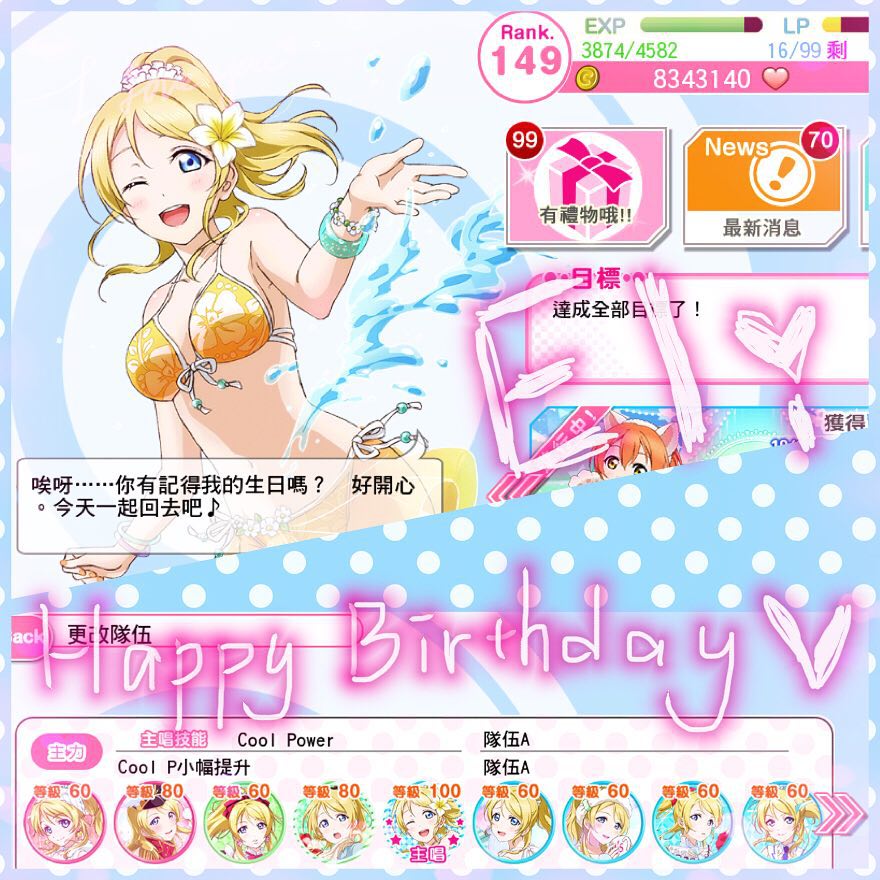 Rank.
149
EXP
3874/4582
LP
16/99 剩
8343140
99
有禮物哦!!
News
70
最新消息
目標
達成全部目標了！
Eli
獲得
中!
唉呀……你有記得我的生日嗎？ 好開心
。今天一起回去吧♪
Happy Birthday
Back
更改隊伍
主力
主唱技能
Cool Power
隊伍A
Cool P小幅提升
隊伍A
等級 60
等級 80
等級 60
等級 80
等級 100
等級 60
等級 60
等級 60
等級 60
主唱